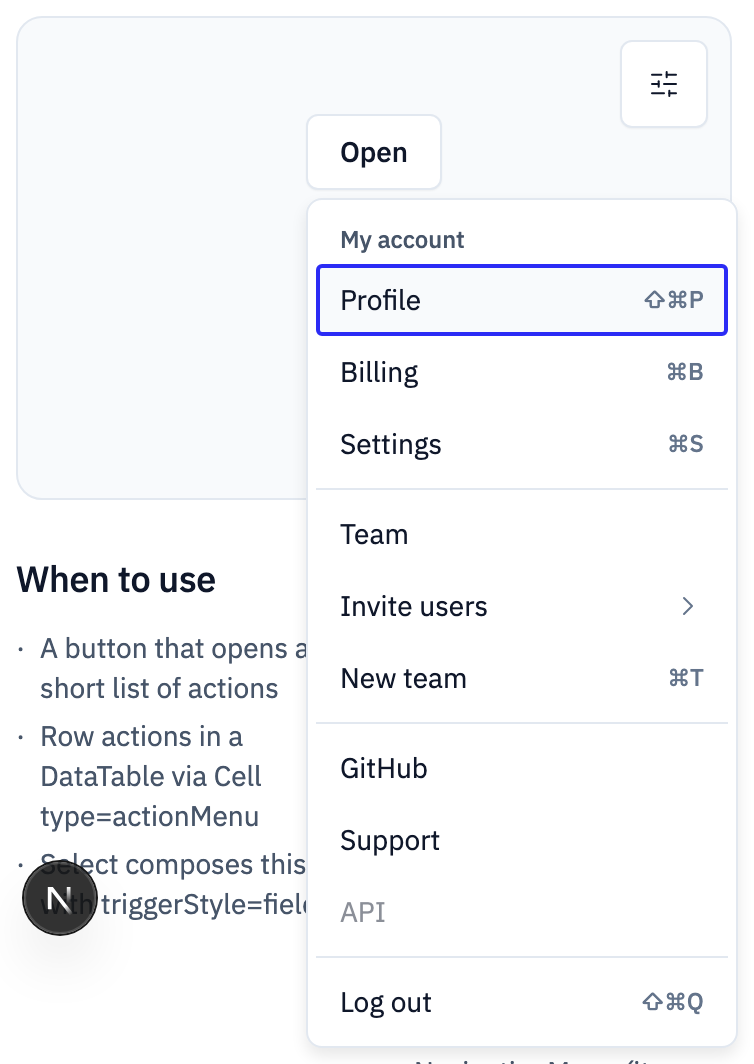 Open
My account
Profile ⇧⌘P
Billing ⌘B
Settings ⌘S
Team
Invite users
New team ⌘T
GitHub
Support
API
Log out ⇧⌘Q
When to use
· A button that opens a
short list of actions
· Row actions in a
DataTable via Cell
type=actionMenu
· Select composes this
with triggerStyle=field
N